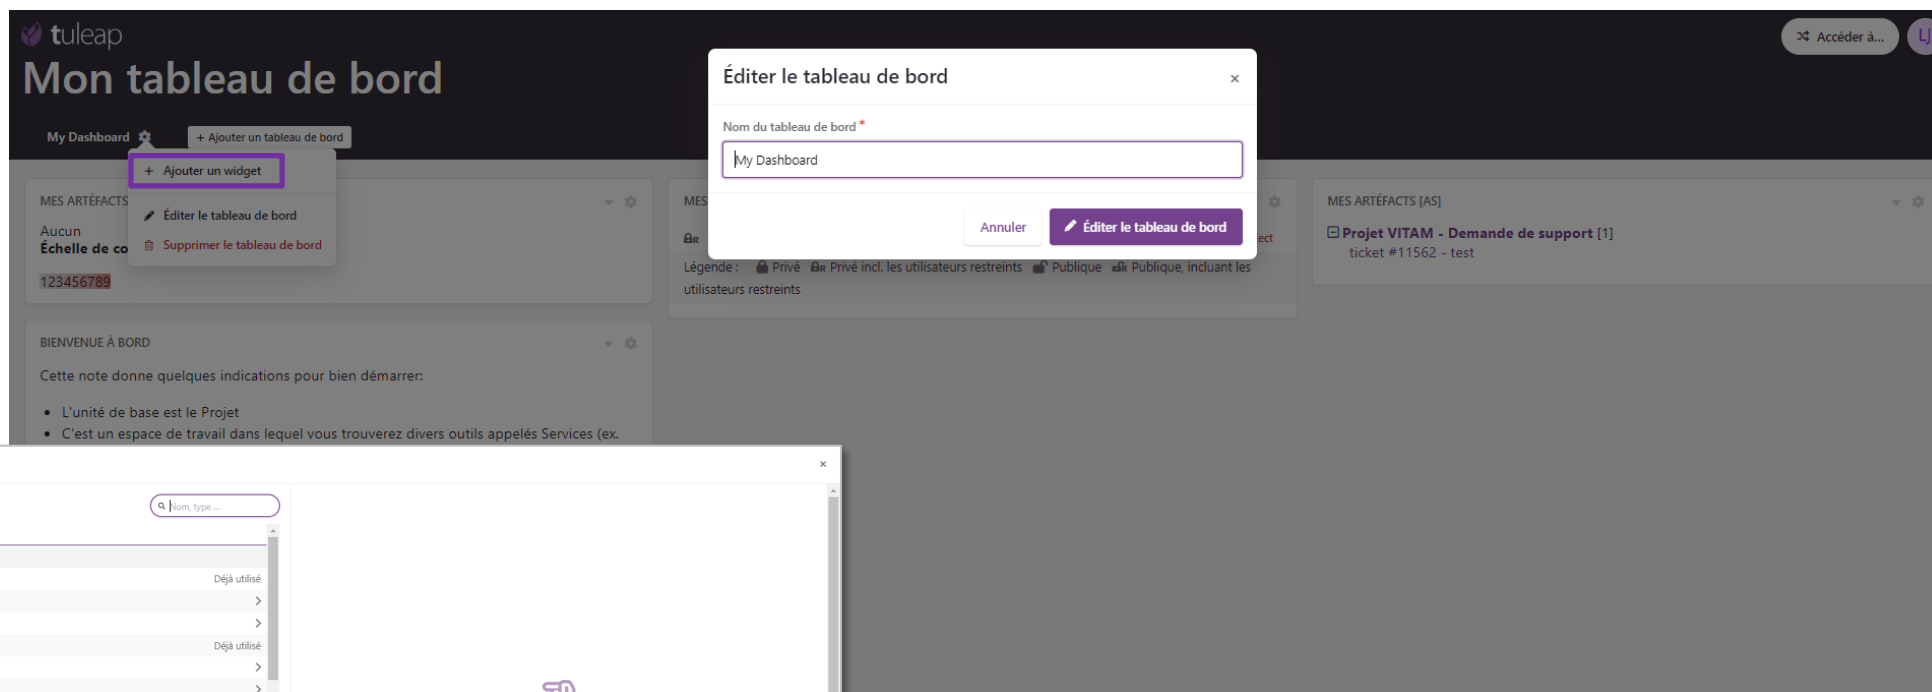 tuleap
Accéder à...
LJ
Mon tableau de bord
My Dashboard
+ Ajouter un tableau de bord
+ Ajouter un widget
Éditer le tableau de bord
Supprimer le tableau de bord
Éditer le tableau de bord
×
Nom du tableau de bord *
My Dashboard
Annuler
Éditer le tableau de bord
MES ARTÉFACTS
Aucun
Échelle de co
123456789
MES
ect
Légende : Privé Privé incl. les utilisateurs restreints Publique Publique, incluant les
utilisateurs restreints
MES ARTÉFACTS [AS]
Projet VITAM - Demande de support [1]
ticket #11562 - test
BIENVENUE À BORD
Cette note donne quelques indications pour bien démarrer:
• L'unité de base est le Projet
• C'est un espace de travail dans lequel vous trouverez divers outils appelés Services (ex.
×
Nom, type ...
Déjà utilisé
Déjà utilisé